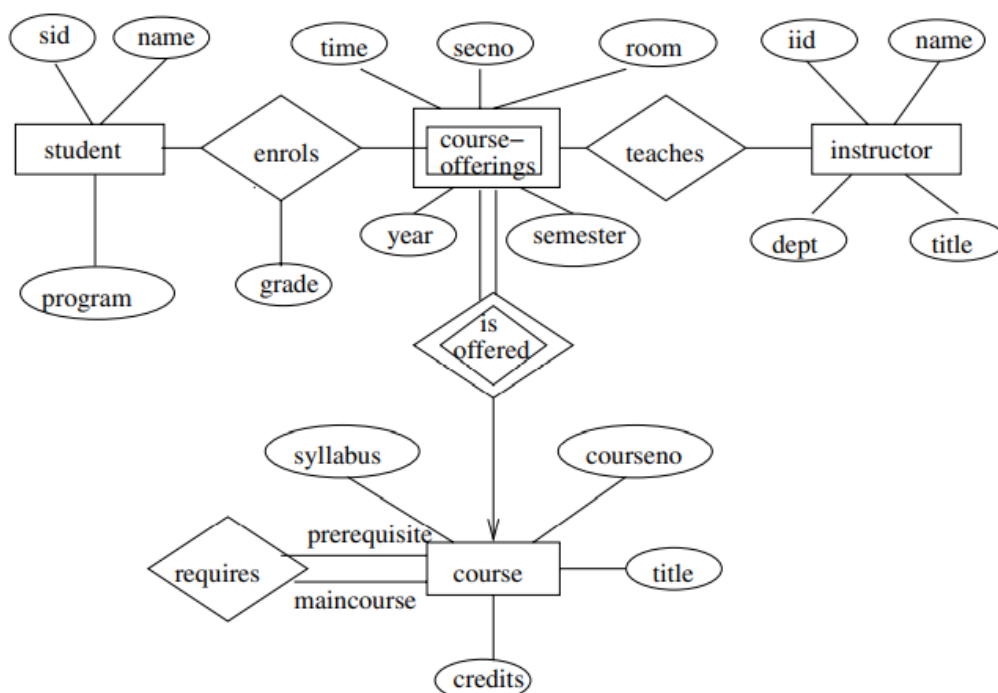 sid
name
time
secno
room
iid
name
student
enrols
course–
offerings
teaches
instructor
year
semester
dept
title
program
grade
is
offered
syllabus
courseno
prerequisite
requires
course
title
maincourse
credits